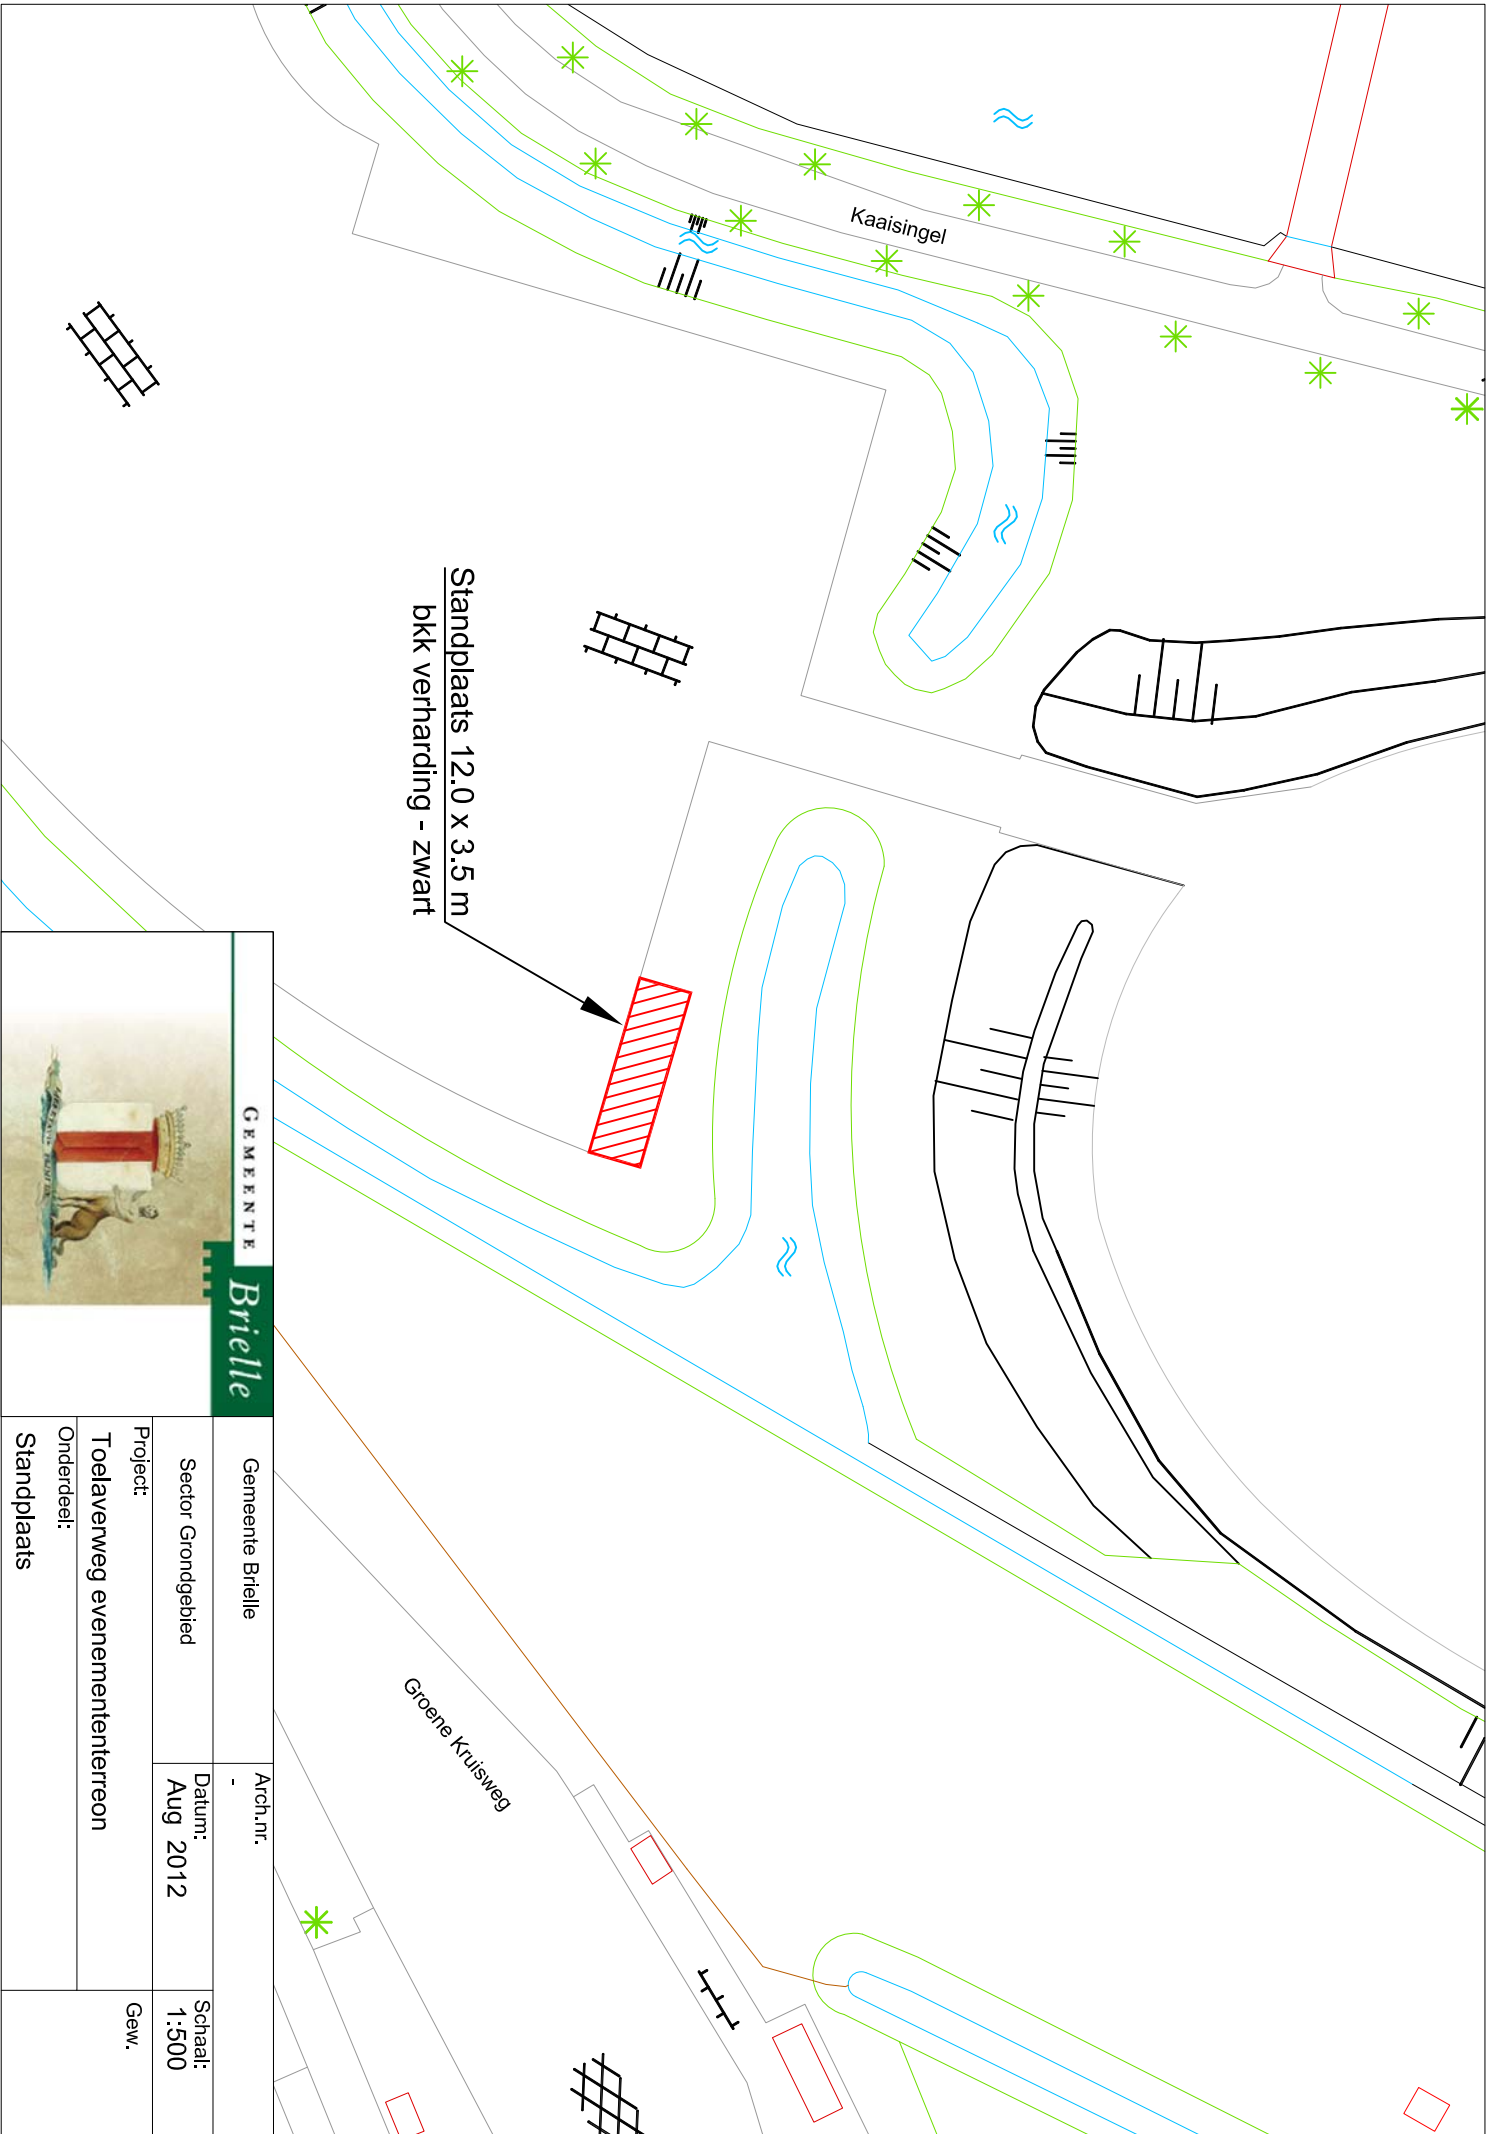 Kaaisingel
Standplaats 12.0 x 3.5 m
bkk verharding - zwart
Groene Kruisweg
GEMEENTE
Brielle
Gemeente Brielle
Arch.nr.
-
Sector Grondgebied
Datum:
Aug 2012
Schaal:
1:500
Project:
Toelaverweg evenemententerreon
Gew.
Onderdeel:
Standplaats